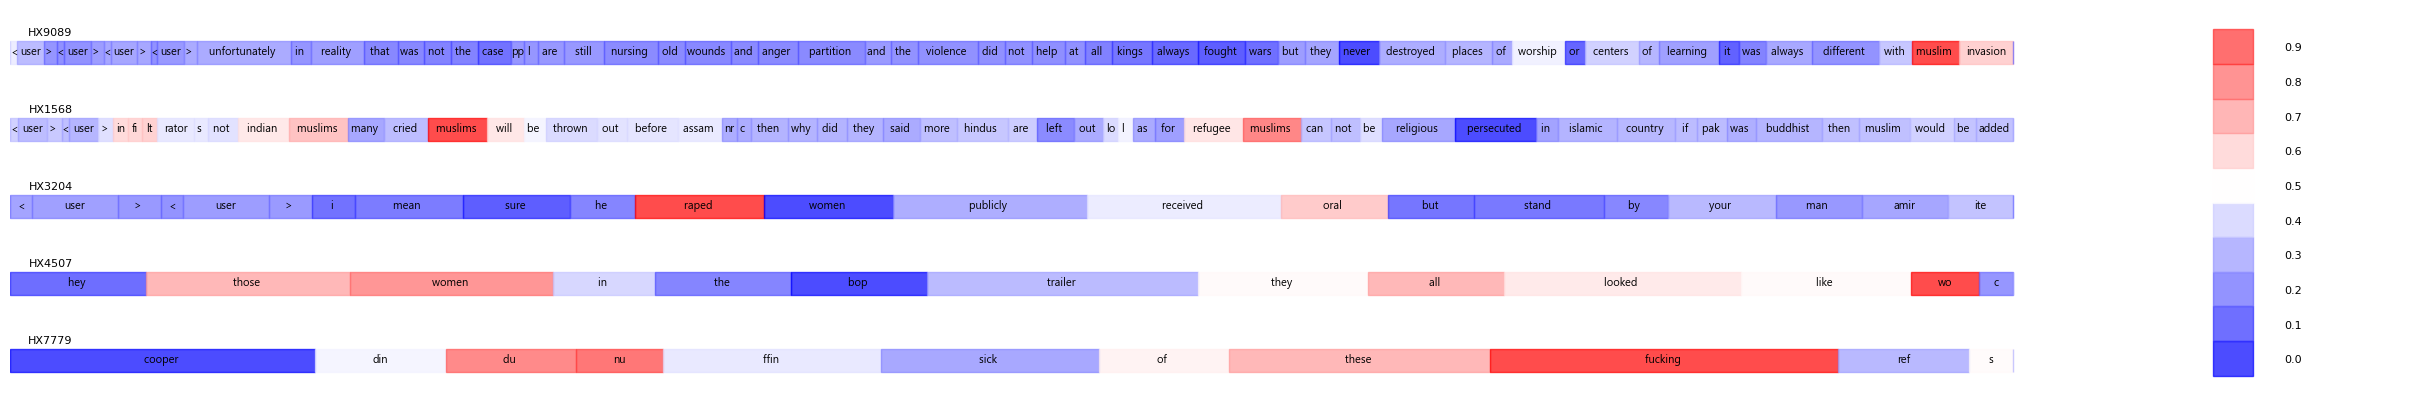 HX9089
< user > < user > < user > < user > unfortunately in reality that was not the case pp l are still nursing old wounds and anger partition and the violence did not help at all kings always fought wars but they never destroyed places of worship or centers of learning it was always different with muslim invasion
HX1568
< user > < user > in fi lt rator s not indian muslims many cried muslims will be thrown out before assam nr c then why did they said more hindus are left out lo l as for refugee muslims can not be religious persecuted in islamic country if pak was buddhist then muslim would be added
HX3204
< user > < user > i mean sure he raped women publicly received oral but stand by your man amir ite
HX4507
hey those women in the bop trailer they all looked like wo c
HX7779
cooper din du nu ffin sick of these fucking ref s
0.9
0.8
0.7
0.6
0.5
0.4
0.3
0.2
0.1
0.0